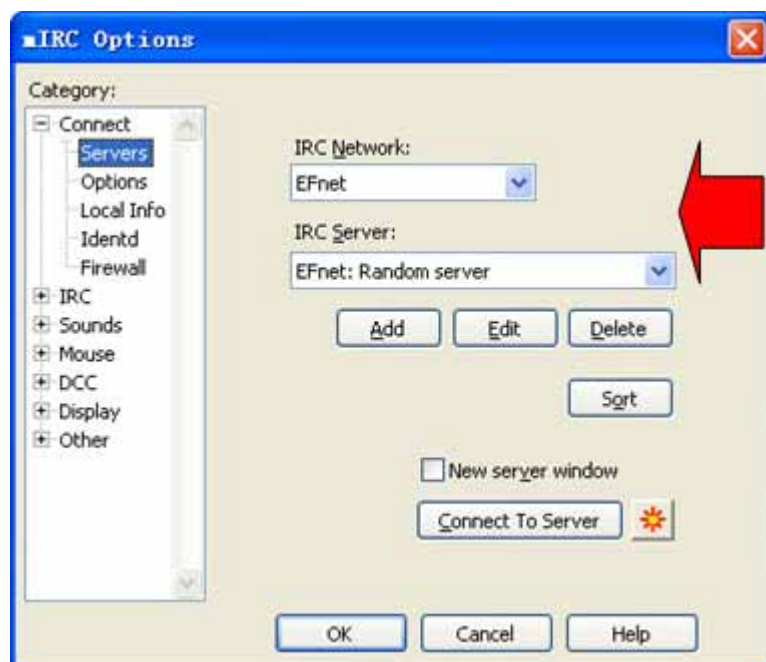 mIRC Options
Category:
Connect
Servers
Options
Local Info
Identd
Firewall
IRC
Sounds
Mouse
DCC
Display
Other
IRC Network:
EFnet
IRC Server:
EFnet: Random server
Add Edit Delete
Sort
New server window
Connect To Server
OK Cancel Help